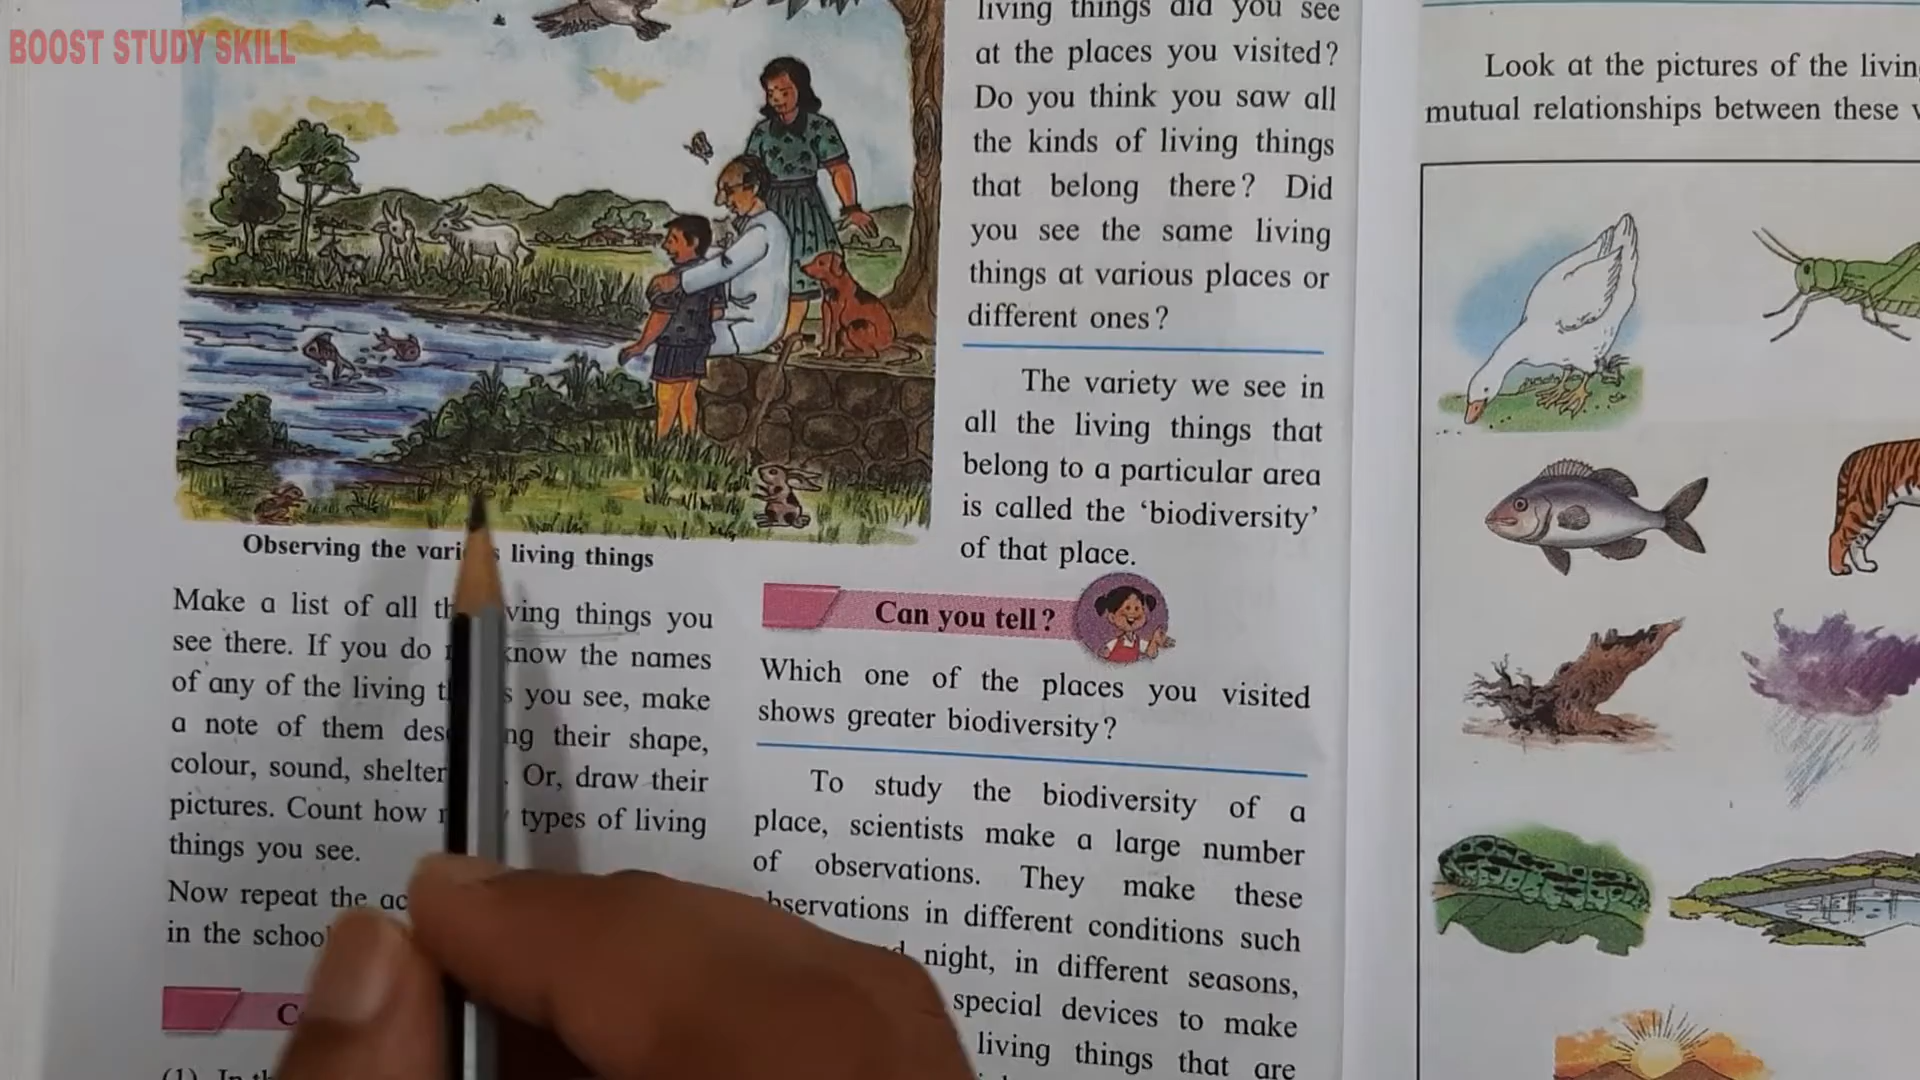 BOOST STUDY SKILL
Observing the vari s living things
Make a list of all th ving things you
see there. If you do know the names
of any of the living t s you see, make
a note of them des ng their shape,
colour, sound, shelter . Or, draw their
pictures. Count how types of living
things you see.
Now repeat the ac
in the schoo
C
(1) In th
living things did you see
at the places you visited?
Do you think you saw all
the kinds of living things
that belong there? Did
you see the same living
things at various places or
different ones?
The variety we see in
all the living things that
belong to a particular area
is called the ‘biodiversity’
of that place.
Can you tell?
Which one of the places you visited
shows greater biodiversity?
To study the biodiversity of a
place, scientists make a large number
of observations. They make these
bservations in different conditions such
night, in different seasons,
special devices to make
living things that are
Look at the pictures of the livin
mutual relationships between these